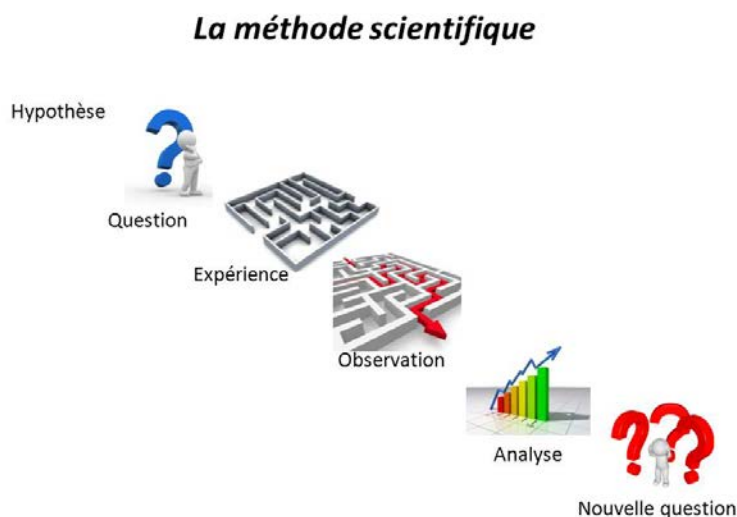 La méthode scientifique
Hypothèse
Question
Expérience
Observation
Analyse
Nouvelle question